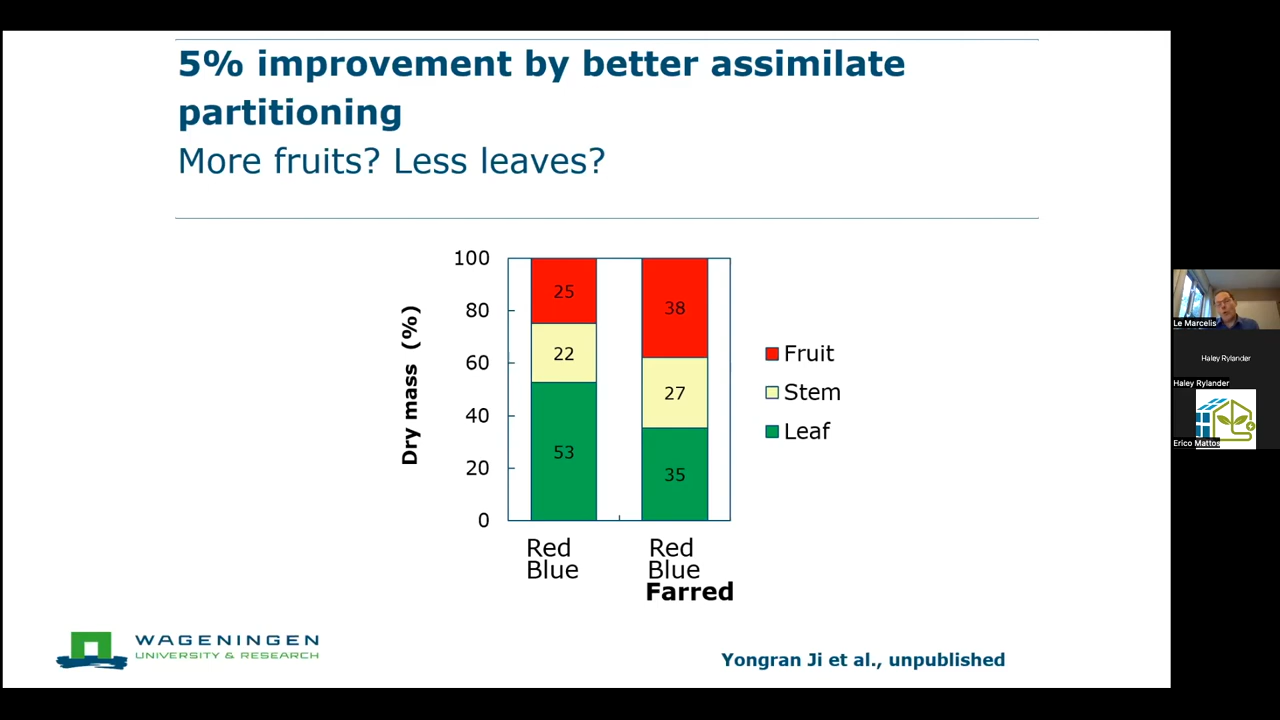 5% improvement by better assimilate
partitioning
More fruits? Less leaves?
100
80
60
40
20
0
Dry mass (%)
25
22
53
38
27
35
Fruit
Stem
Leaf
Red
Blue
Red
Blue
Farred
WAGENINGEN
UNIVERSITY & RESEARCH
Yongran Ji et al., unpublished
Le Marcelis
Haley Rylander
Haley Rylander
Erico Mattos